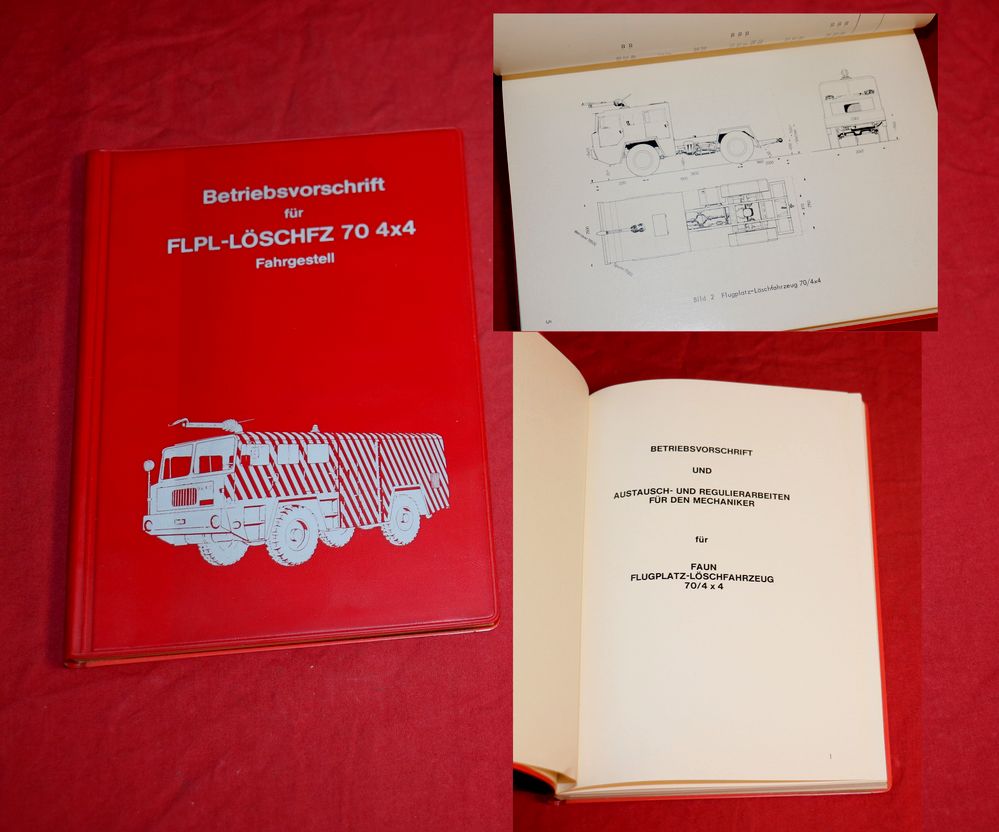 Betriebsvorschrift
für
FLPL-LÖSCHFZ 70 4x4
Fahrgestell
Bild 2 Flugplatz-Löschfahrzeug 70/4x4
5
BETRIEBSVORSCHRIFT
UND
AUSTAUSCH- UND REGULIERARBEITEN
FÜR DEN MECHANIKER
für
FAUN
FLUGPLATZ-LÖSCHFAHRZEUG
70/4 x 4
1